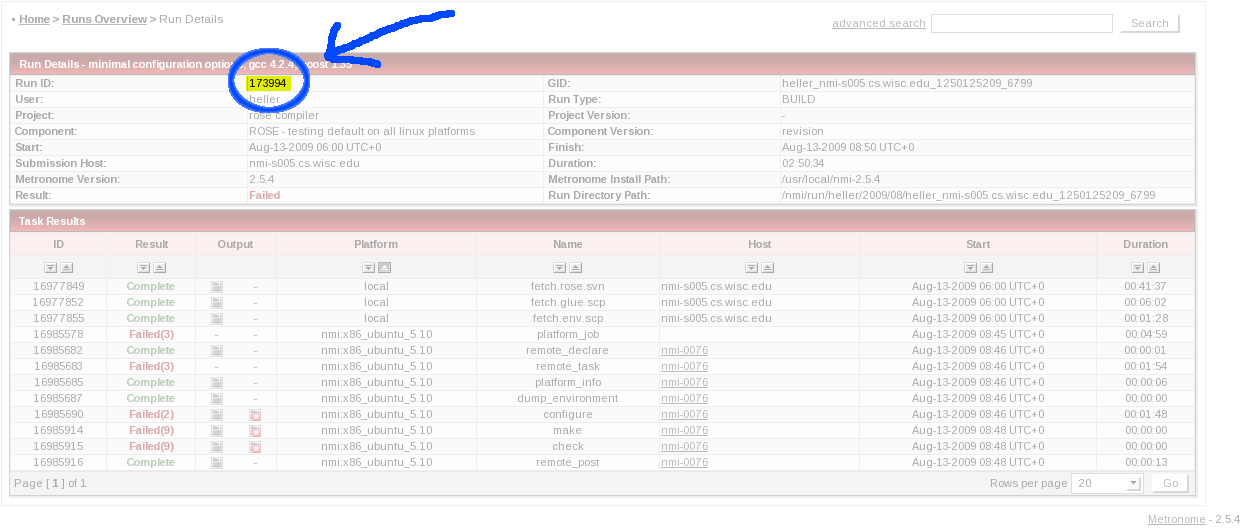 • Home > Runs Overview > Run Details
advanced search Search
Run Details - minimal configuration options, gcc 4.2.4, boost 1.35
Run ID: 173994 GID: heller_nmi-s005.cs.wisc.edu_1250125209_6799
User: heller Run Type: BUILD
Project: rose compiler Project Version: -
Component: ROSE - testing default on all linux platforms Component Version: revision
Start: Aug-13-2009 06:00 UTC+0 Finish: Aug-13-2009 08:50 UTC+0
Submission Host: nmi-s005.cs.wisc.edu Duration: 02:50:34
Metronome Version: 2.5.4 Metronome Install Path: /usr/local/nmi-2.5.4
Result: Failed Run Directory Path: /nmi/run/heller/2009/08/heller_nmi-s005.cs.wisc.edu_1250125209_6799
Task Results
ID Result Output Platform Name Host Start Duration
16977849 Complete - local fetch.rose.svn nmi-s005.cs.wisc.edu Aug-13-2009 06:00 UTC+0 00:41:37
16977852 Complete - local fetch.glue.scp nmi-s005.cs.wisc.edu Aug-13-2009 06:00 UTC+0 00:06:02
16977855 Complete - local fetch.env.scp nmi-s005.cs.wisc.edu Aug-13-2009 06:00 UTC+0 00:01:28
16985578 Failed(3) - - nmi:x86_ubuntu_5.10 platform_job Aug-13-2009 08:45 UTC+0 00:04:59
16985682 Complete - nmi:x86_ubuntu_5.10 remote_declare nmi-0076 Aug-13-2009 08:46 UTC+0 00:00:01
16985683 Failed(3) - - nmi:x86_ubuntu_5.10 remote_task nmi-0076 Aug-13-2009 08:46 UTC+0 00:01:54
16985685 Complete - nmi:x86_ubuntu_5.10 platform_info nmi-0076 Aug-13-2009 08:46 UTC+0 00:00:06
16985687 Complete - nmi:x86_ubuntu_5.10 dump_environment nmi-0076 Aug-13-2009 08:46 UTC+0 00:00:00
16985690 Failed(2) nmi:x86_ubuntu_5.10 configure nmi-0076 Aug-13-2009 08:46 UTC+0 00:01:48
16985914 Failed(9) nmi:x86_ubuntu_5.10 make nmi-0076 Aug-13-2009 08:48 UTC+0 00:00:00
16985915 Failed(9) nmi:x86_ubuntu_5.10 check nmi-0076 Aug-13-2009 08:48 UTC+0 00:00:00
16985916 Complete - nmi:x86_ubuntu_5.10 remote_post nmi-0076 Aug-13-2009 08:48 UTC+0 00:00:13
Page [ 1 ] of 1 Rows per page 20 Go
Metronome - 2.5.4